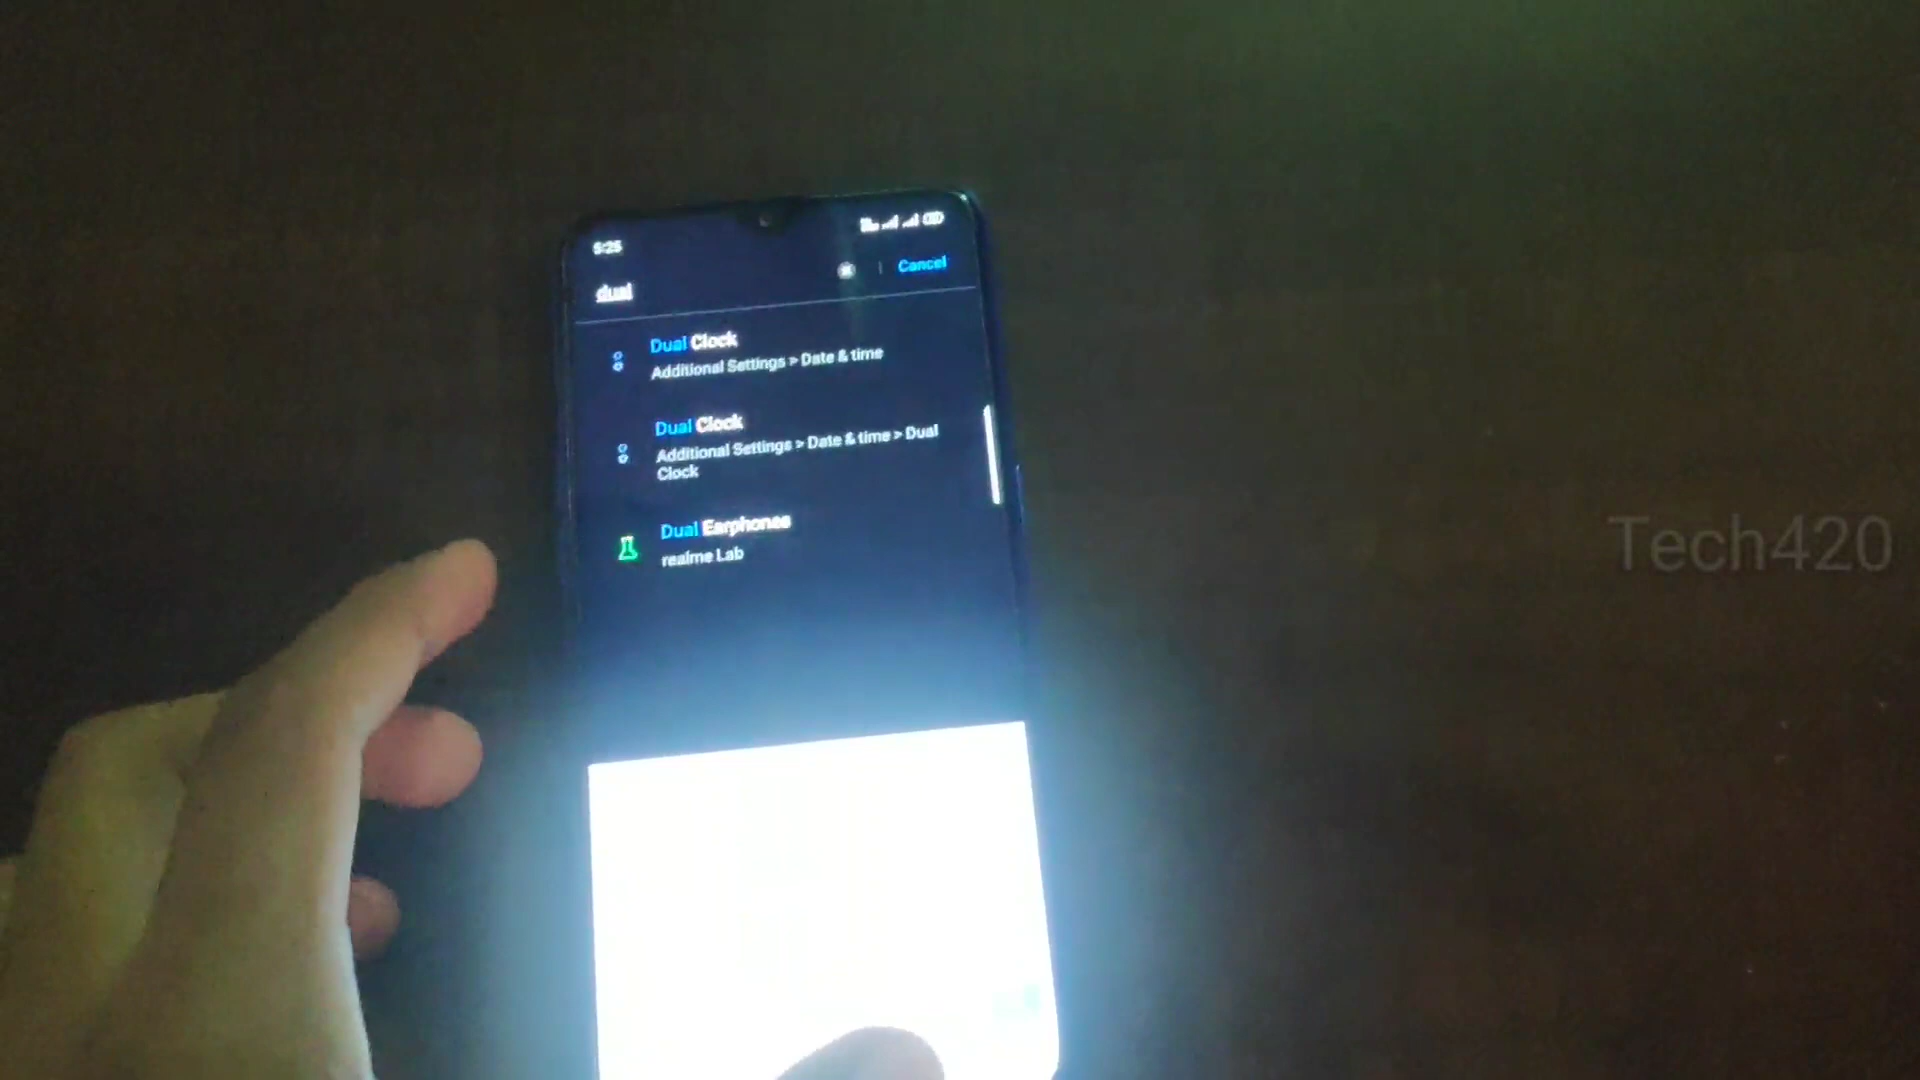 5:25
dual
Cancel
Dual Clock
Additional Settings > Date & time
Dual Clock
Additional Settings > Date & time > Dual
Clock
Dual Earphones
realme Lab
Tech420